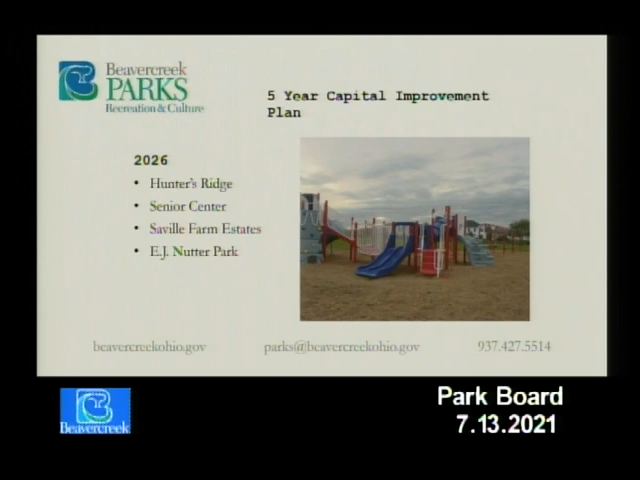 Beavercreek
PARKS
Recreation & Culture
5 Year Capital Improvement
Plan
2026
• Hunter's Ridge
• Senior Center
• Saville Farm Estates
• E.J. Nutter Park
beavercreekohio.gov
parks@beavercreekohio.gov
937.427.5514
Beavercreek
Park Board
7.13.2021